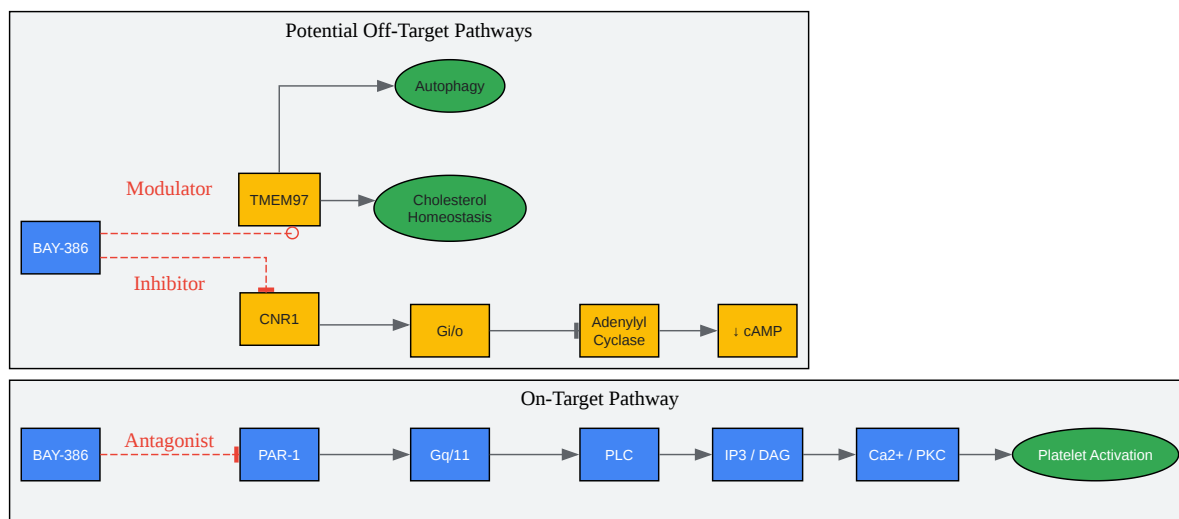 Potential Off-Target Pathways
Autophagy
Modulator
TMEM97
Cholesterol
Homeostasis
BAY-386
Inhibitor
CNR1
Gi/o
Adenylyl
Cyclase
↓ cAMP
On-Target Pathway
BAY-386
Antagonist
PAR-1
Gq/11
PLC
IP3 / DAG
Ca2+ / PKC
Platelet Activation